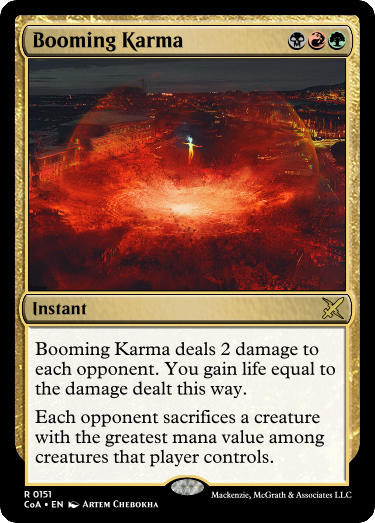 Booming Karma
Instant
Booming Karma deals 2 damage to
each opponent. You gain life equal to
the damage dealt this way.
Each opponent sacrifices a creature
with the greatest mana value among
creatures that player controls.
R 0151
CoA • EN Artem Chebokha
Mackenzie, McGrath & Associates LLC